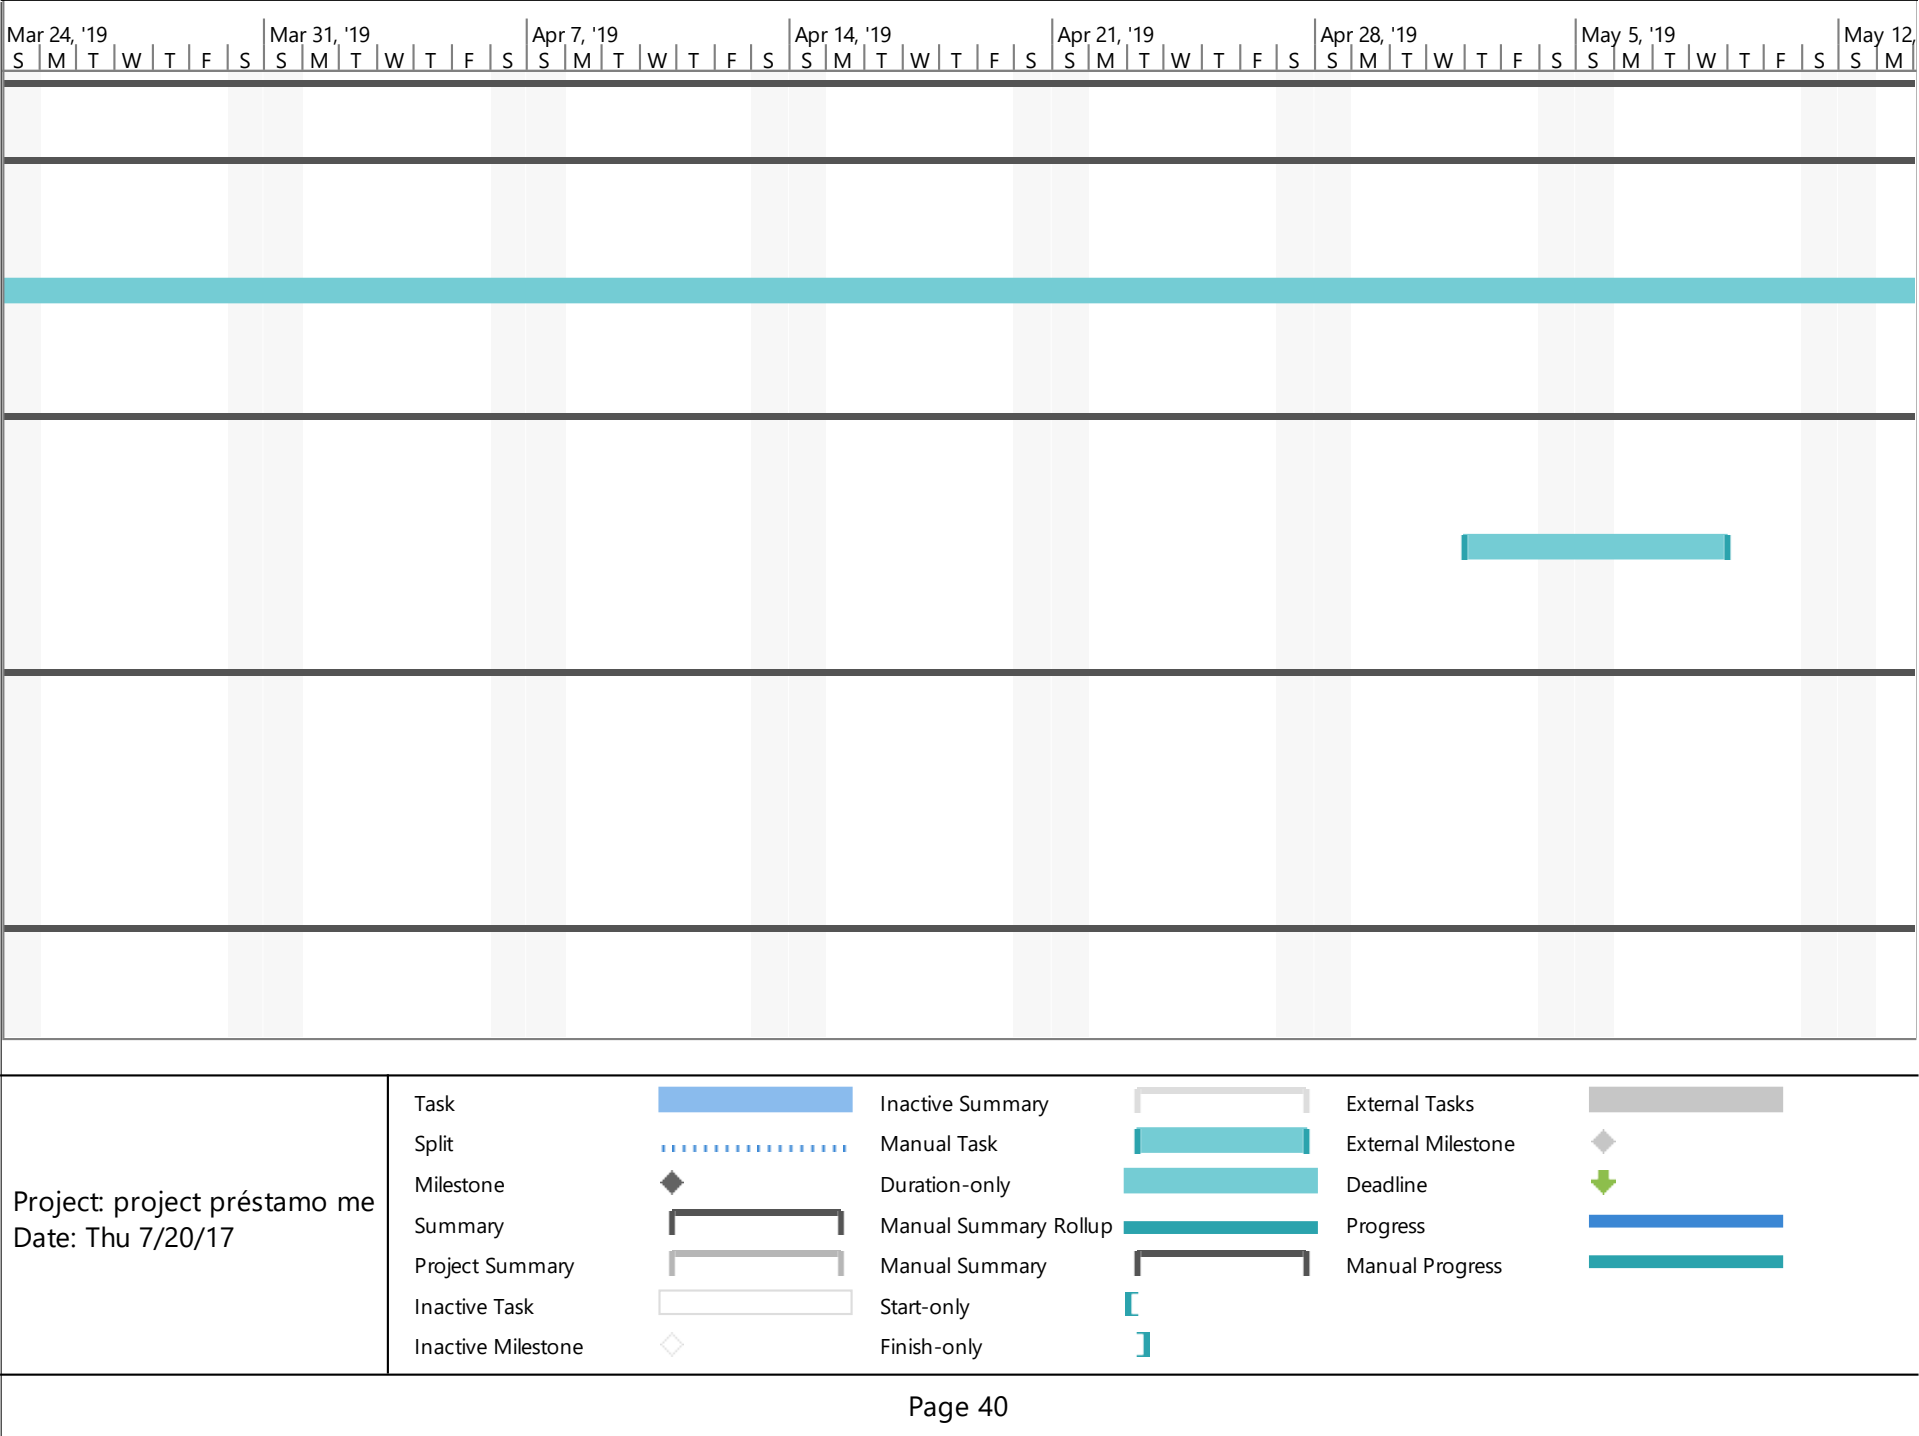 Mar 24, '19 Mar 31, '19 Apr 7, '19 Apr 14, '19 Apr 21, '19 Apr 28, '19 May 5, '19 May 12,
S M T W T F S S M T W T F S S M T W T F S S M T W T F S S M T W T F S S M T W T F S S M T W T F S S M
Project: project préstamo me
Date: Thu 7/20/17
Task
Split
Milestone
Summary
Project Summary
Inactive Task
Inactive Milestone
Inactive Summary
Manual Task
Duration-only
Manual Summary Rollup
Manual Summary
Start-only
Finish-only
External Tasks
External Milestone
Deadline
Progress
Manual Progress
Page 40